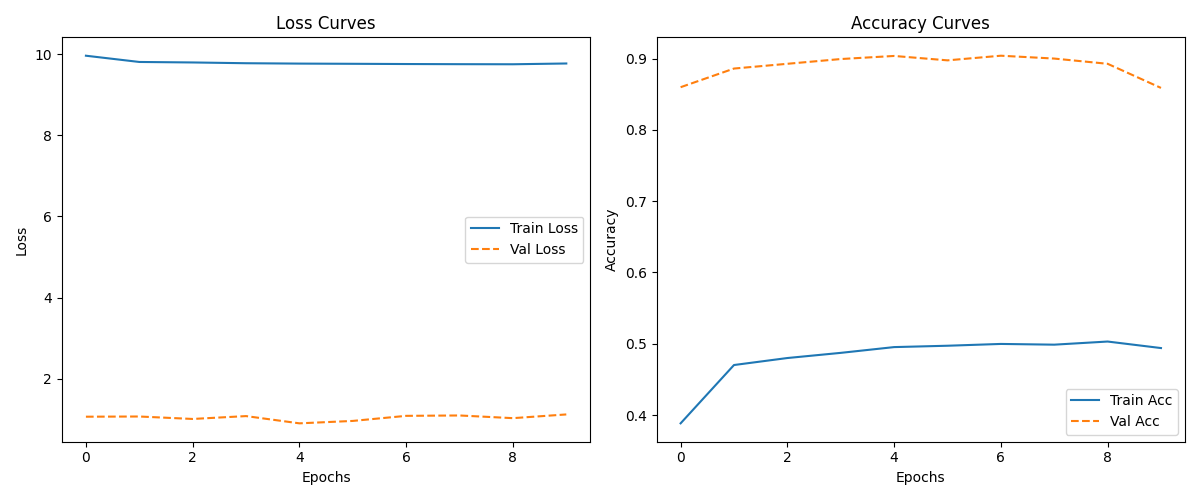 Loss Curves
10
8
6
4
2
Loss
Train Loss
Val Loss
0 2 4 6 8
Epochs
Accuracy Curves
0.9
0.8
0.7
0.6
0.5
0.4
Accuracy
Train Acc
Val Acc
0 2 4 6 8
Epochs